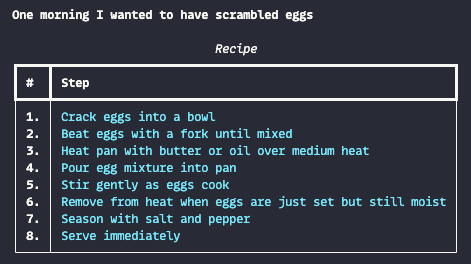 One morning I wanted to have scrambled eggs
Recipe
# Step
1. Crack eggs into a bowl
2. Beat eggs with a fork until mixed
3. Heat pan with butter or oil over medium heat
4. Pour egg mixture into pan
5. Stir gently as eggs cook
6. Remove from heat when eggs are just set but still moist
7. Season with salt and pepper
8. Serve immediately